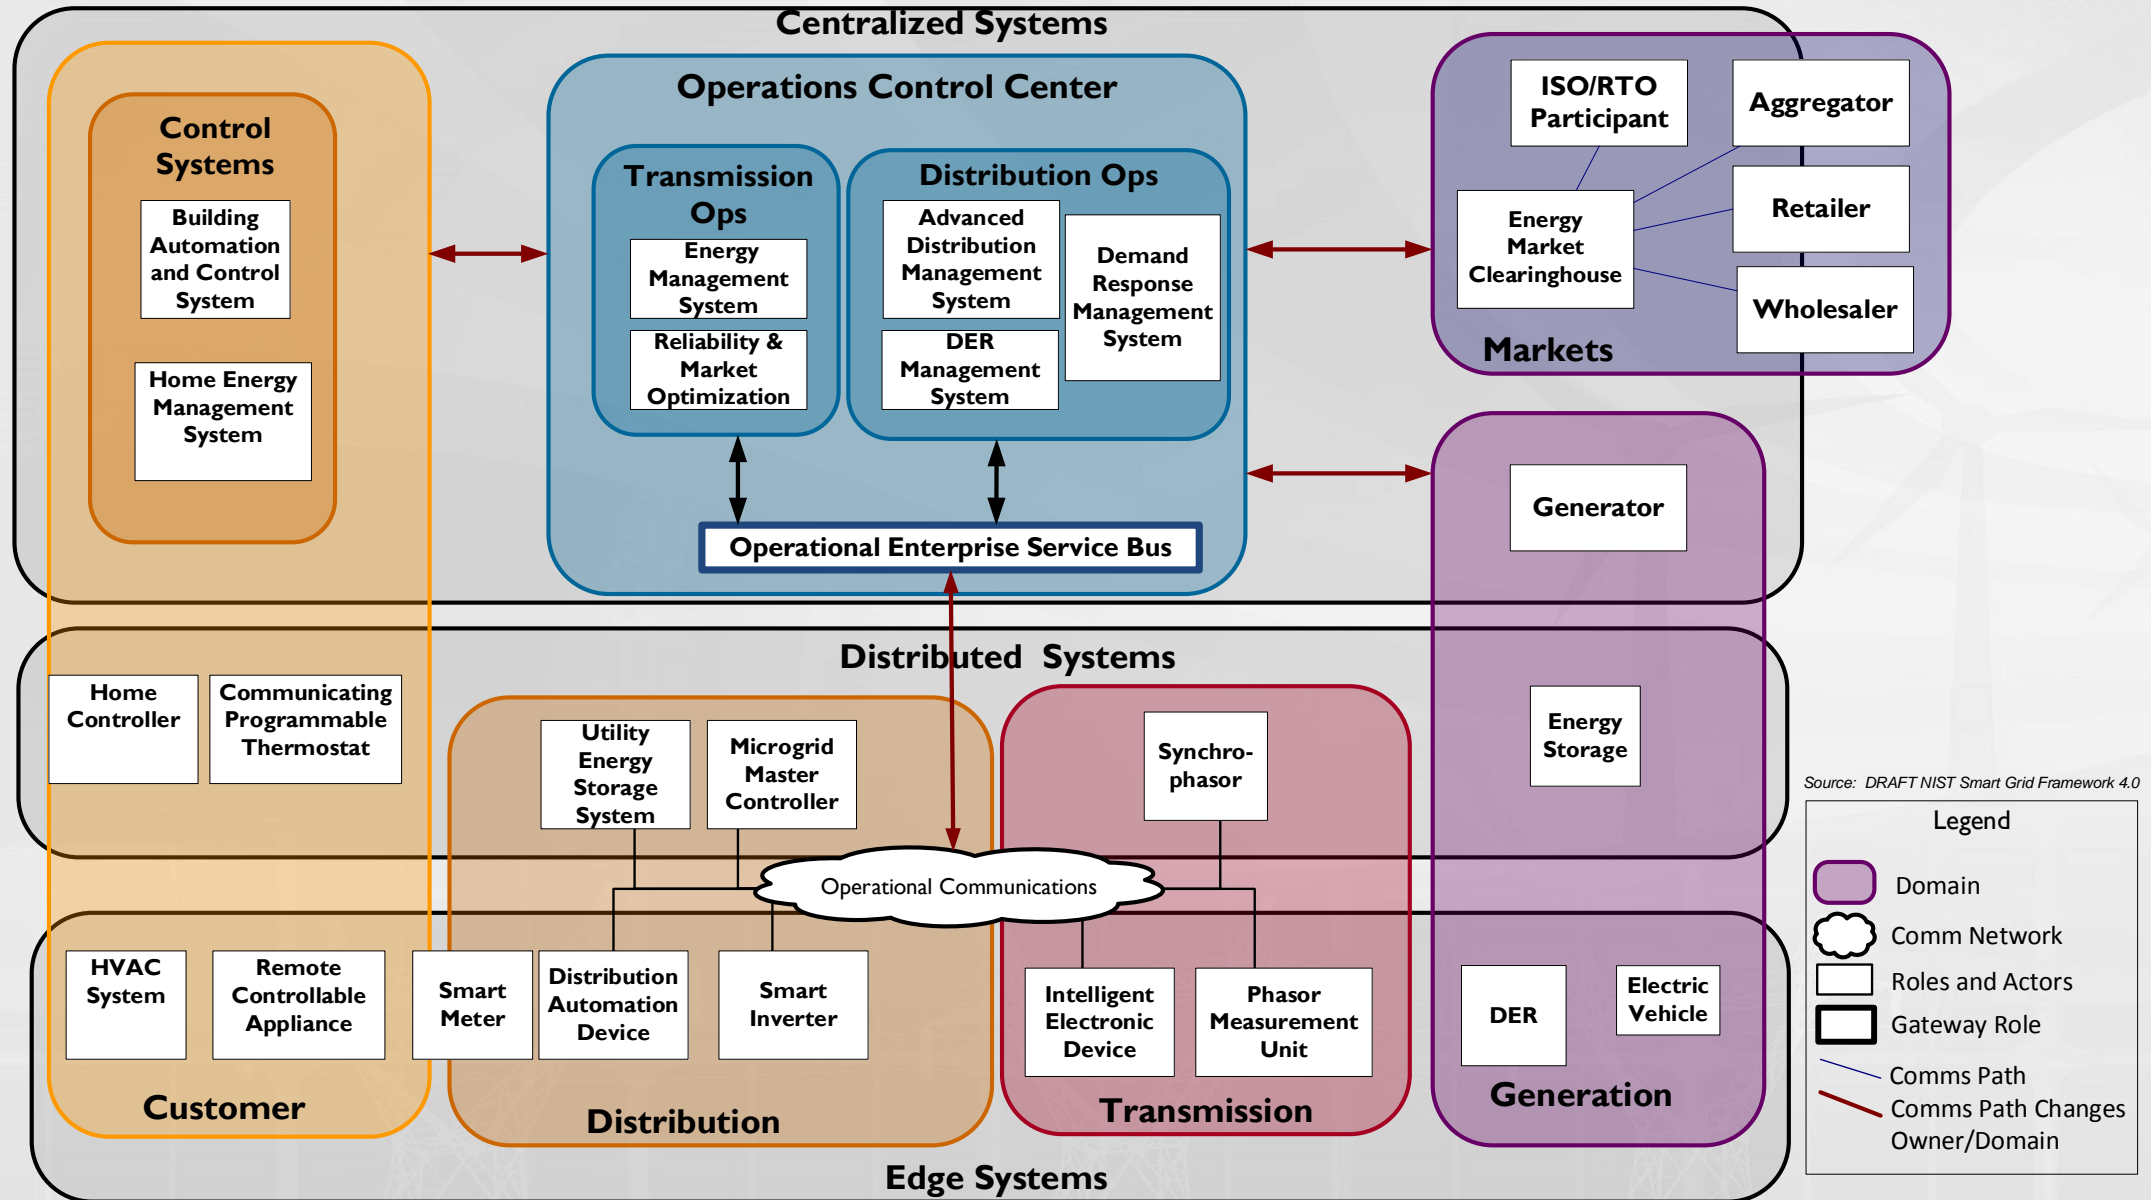 Centralized Systems
Control
Systems
Building
Automation
and Control
System
Home Energy
Management
System
Operations Control Center
Transmission
Ops
Energy
Management
System
Reliability &
Market
Optimization
Distribution Ops
Advanced
Distribution
Management
System
DER
Management
System
Demand
Response
Management
System
Operational Enterprise Service Bus
ISO/RTO
Participant
Aggregator
Retailer
Wholesaler
Energy
Market
Clearinghouse
Markets
Generator
Distributed Systems
Home
Controller
Communicating
Programmable
Thermostat
Utility
Energy
Storage
System
Microgrid
Master
Controller
Synchro-
phasor
Energy
Storage
Operational Communications
HVAC
System
Remote
Controllable
Appliance
Smart
Meter
Distribution
Automation
Device
Smart
Inverter
Intelligent
Electronic
Device
Phasor
Measurement
Unit
DER
Electric
Vehicle
Customer
Distribution
Transmission
Generation
Edge Systems
Source: DRAFT NIST Smart Grid Framework 4.0
Legend
Domain
Comm Network
Roles and Actors
Gateway Role
Comms Path
Comms Path Changes
Owner/Domain